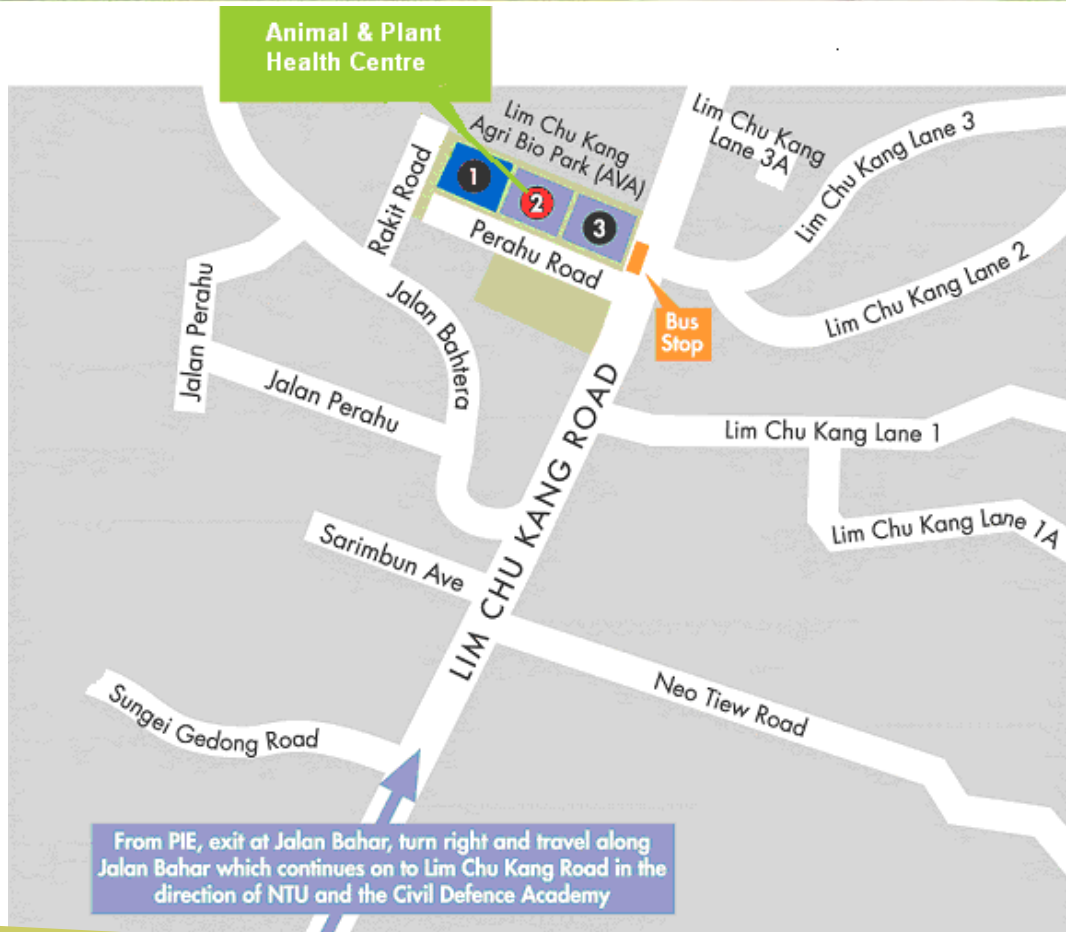 Animal & Plant
Health Centre
Lim Chu Kang
Agri Bio Park (AVA)
Lim Chu Kang
Lane 3A
Lim Chu Kang Lane 3
Rakit Road
1
2
3
Perahu Road
Lim Chu Kang Lane 2
Bus
Stop
Jalan Perahu
Jalan Bahtera
Jalan Perahu
Lim Chu Kang Lane 1
Lim Chu Kang Lane 1A
LIM CHU KANG ROAD
Sarimbun Ave
Neo Tiew Road
Sungei Gedong Road
From PIE, exit at Jalan Bahar, turn right and travel along
Jalan Bahar which continues on to Lim Chu Kang Road in the
direction of NTU and the Civil Defence Academy